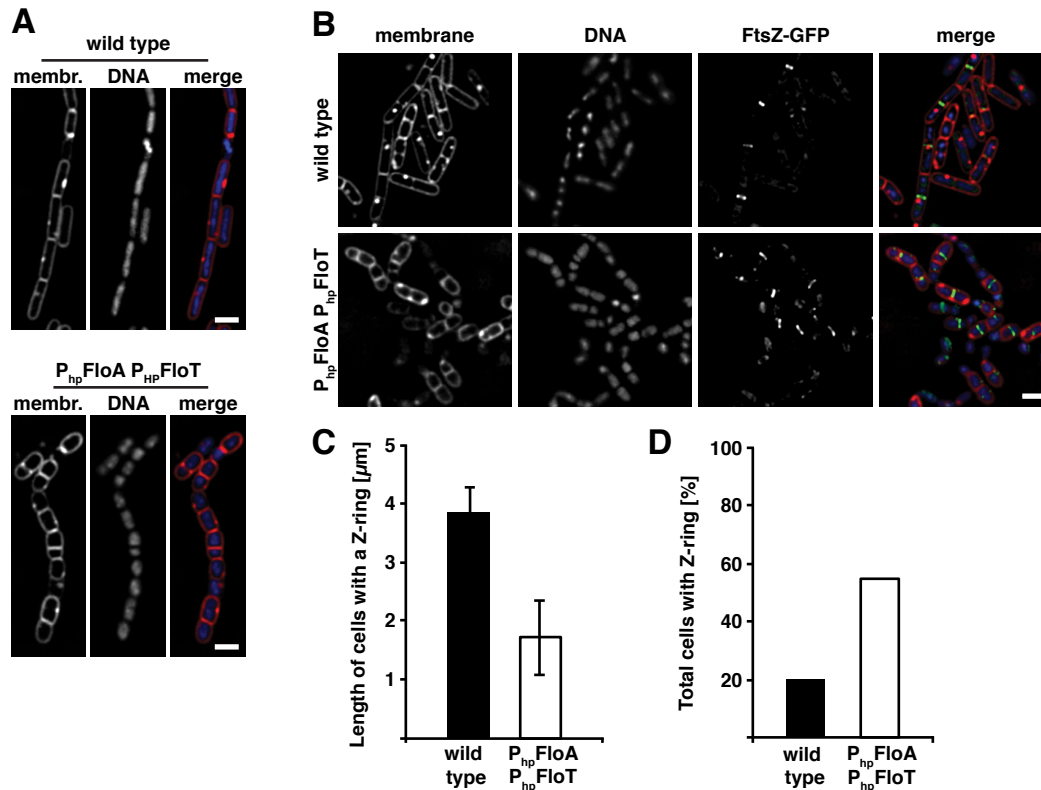 A
wild type
membr. DNA merge
PhpFloA PHPFloT
membr. DNA merge
B
membrane DNA FtsZ-GFP merge
wild type
PhpFloA PhpFloT
C
Length of cells with a Z-ring [µm]
5
4
3
2
1
wild
type
PhpFloA
PhpFloT
D
Total cells with Z-ring [%]
100
80
60
40
20
0
wild
type
PhpFloA
PhpFloT